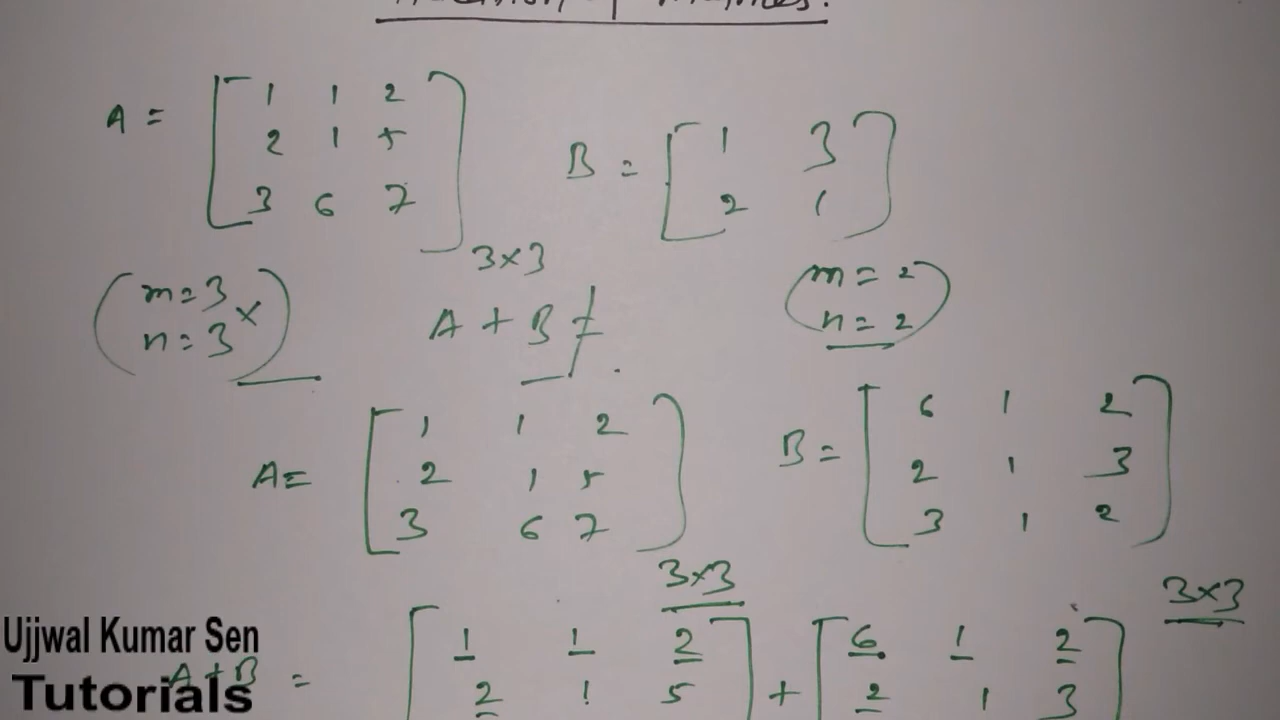 A = [ 1 1 2
2 1 5
3 6 7 ] 3×3
B = [ 1 3
2 1 ]
( m = 3 ×
n = 3 )
A + B ≠ .
( m = 2
n = 2 )
A = [ 1 1 2
2 1 5
3 6 7 ] 3×3
B = [ 6 1 2
2 1 3
3 1 2 ] 3×3
A + B = [ 1 1 2
2 1 5 ] + [ 6 1 2
2 1 3 ]
Ujjwal Kumar Sen
Tutorials